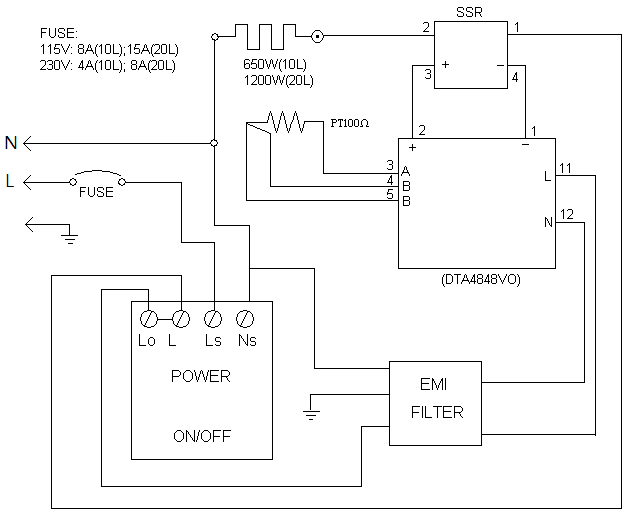 SSR
FUSE:
115V: 8A(10L);15A(20L)
230V: 4A(10L); 8A(20L)
2
1
650W(10L)
1200W(20L)
3
+
−
4
PT100Ω
2
1
+
−
N
3
A
11
L
4
B
L
5
B
FUSE
12
N
(DTA4848VO)
Lo
L
Ls
Ns
POWER
ON/OFF
EMI
FILTER